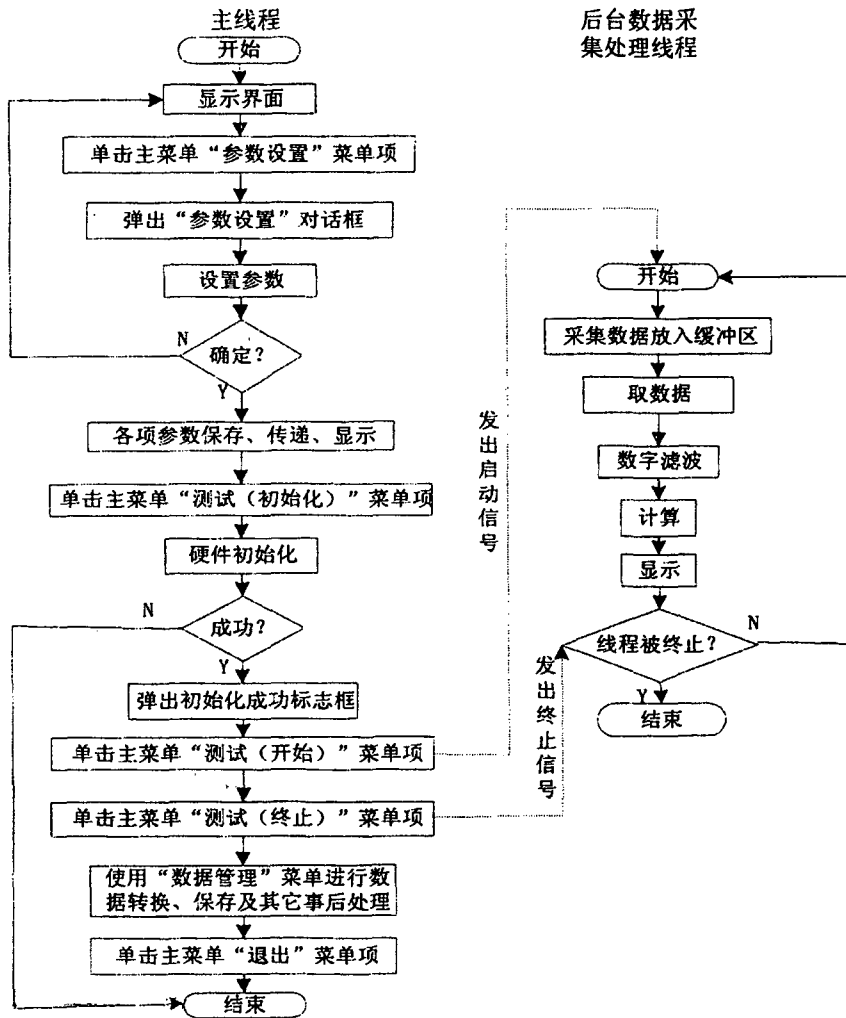 主线程
开始
显示界面
单击主菜单“参数设置”菜单项
弹出“参数设置”对话框
设置参数
N
确定？
Y
各项参数保存、传递、显示
单击主菜单“测试（初始化）”菜单项
硬件初始化
N
成功？
Y
弹出初始化成功标志框
单击主菜单“测试（开始）”菜单项
单击主菜单“测试（终止）”菜单项
使用“数据管理”菜单进行数
据转换、保存及其它事后处理
单击主菜单“退出”菜单项
结束
发出启动信号
发出终止信号
后台数据采
集处理线程
开始
采集数据放入缓冲区
取数据
数字滤波
计算
显示
线程被终止？
N
Y
结束